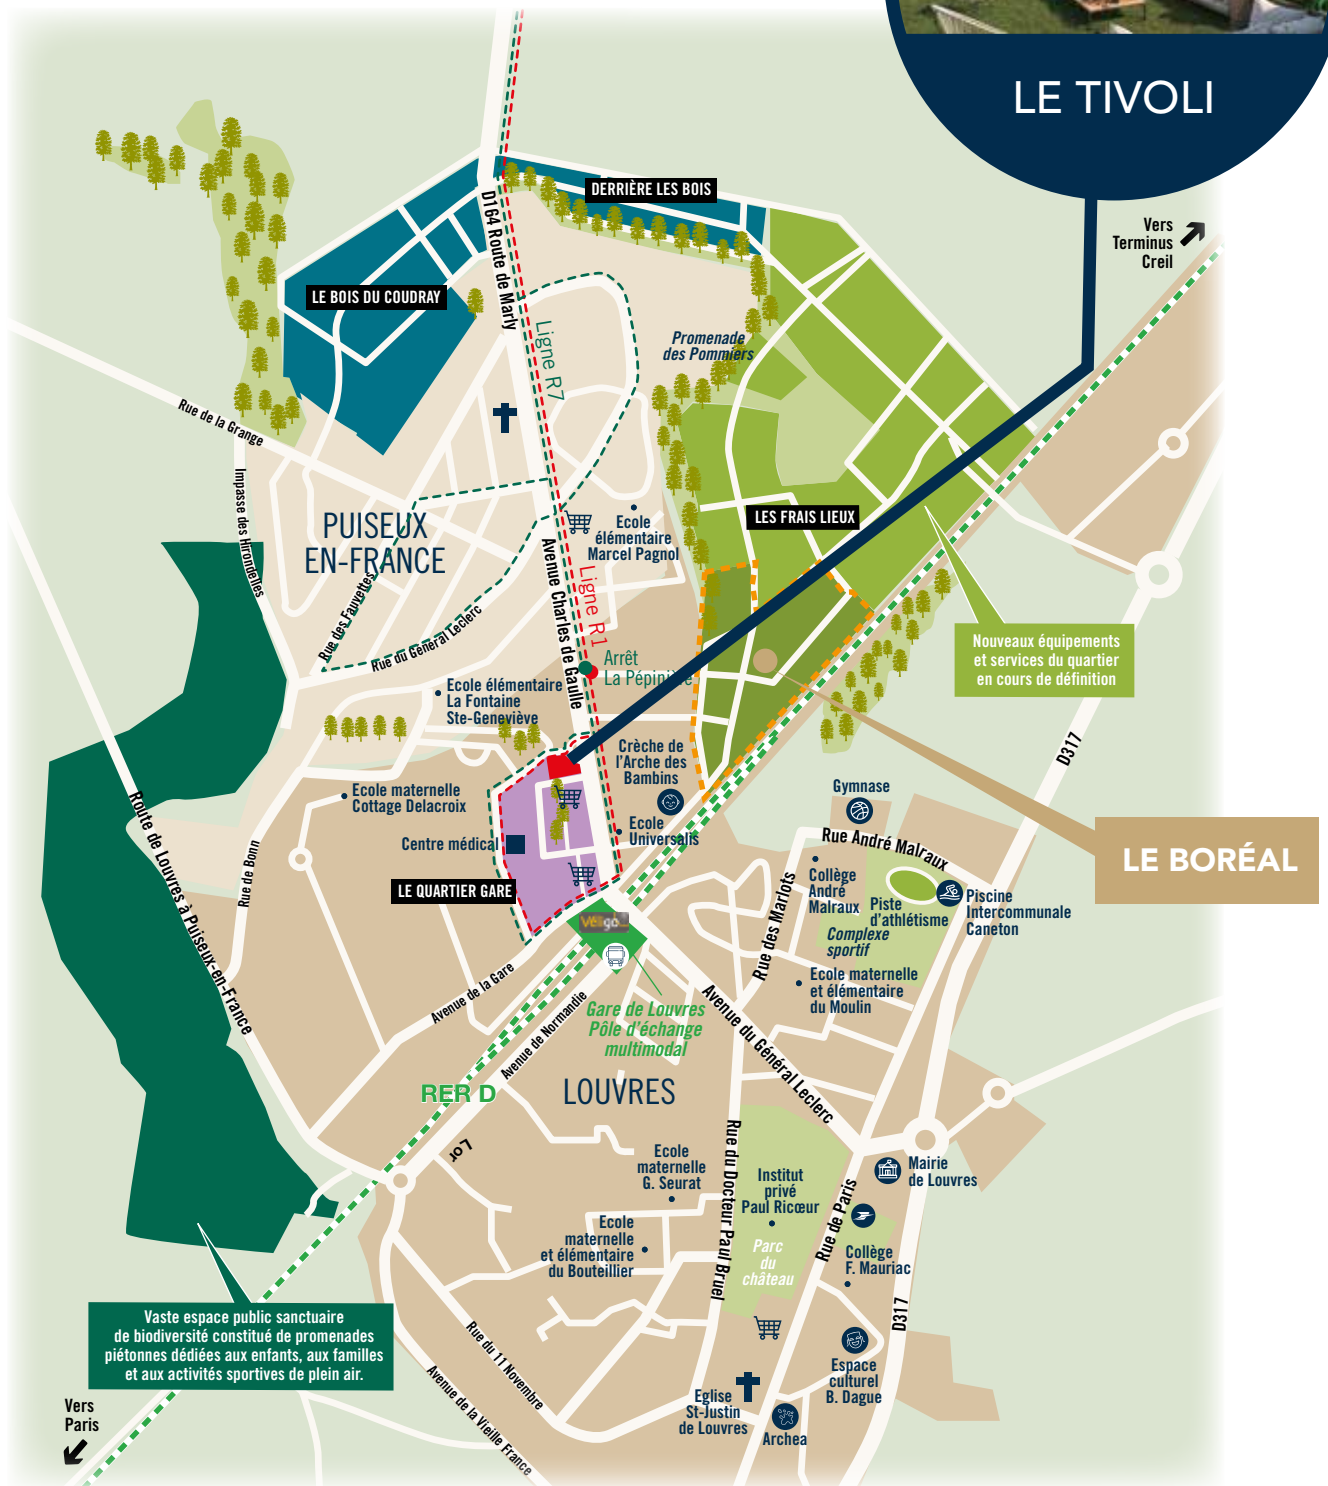 LE TIVOLI
Vers
Terminus
Creil
DERRIÈRE LES BOIS
D164 Route de Marly
LE BOIS DU COUDRAY
Ligne R7
Promenade
des Pommiers
Rue de la Grange
Impasse des Hirondelles
PUISEUX
EN-FRANCE
Ecole
élémentaire
Marcel Pagnol
LES FRAIS LIEUX
Avenue Charles de Gaulle
Ligne R1
Rue des Fauvettes
Rue du Général Leclerc
Arrêt
La Pépinière
Nouveaux équipements
et services du quartier
en cours de définition
Ecole élémentaire
La Fontaine
Ste-Geneviève
Crèche de
l'Arche des
Bambins
D317
Ecole maternelle
Cottage Delacroix
Gymnase
Ecole
Universalis
Rue André Malraux
Centre médical
LE BORÉAL
Route de Louvres à Puiseux-en-France
Rue de Bonn
LE QUARTIER GARE
Collège
André
Malraux
Piste
d'athlétisme
Piscine
Intercommunale
Caneton
Rue des Marlots
Complexe
sportif
Véligo
Avenue de la Gare
Ecole maternelle
et élémentaire
du Moulin
Avenue de Normandie
Gare de Louvres
Pôle d'échange
multimodal
Avenue du Général Leclerc
RER D
LOUVRES
Lor
Ecole
maternelle
G. Seurat
Rue du Docteur Paul Bruel
Institut
privé
Paul Ricœur
Mairie
de Louvres
Rue de Paris
Ecole
maternelle
et élémentaire
du Bouteillier
Parc
du
château
Collège
F. Mauriac
D317
Vaste espace public sanctuaire
de biodiversité constitué de promenades
piétonnes dédiées aux enfants, aux familles
et aux activités sportives de plein air.
Rue du 11 Novembre
Avenue de la Vieille France
Espace
culturel
B. Dague
Eglise
St-Justin
de Louvres
Archea
Vers
Paris